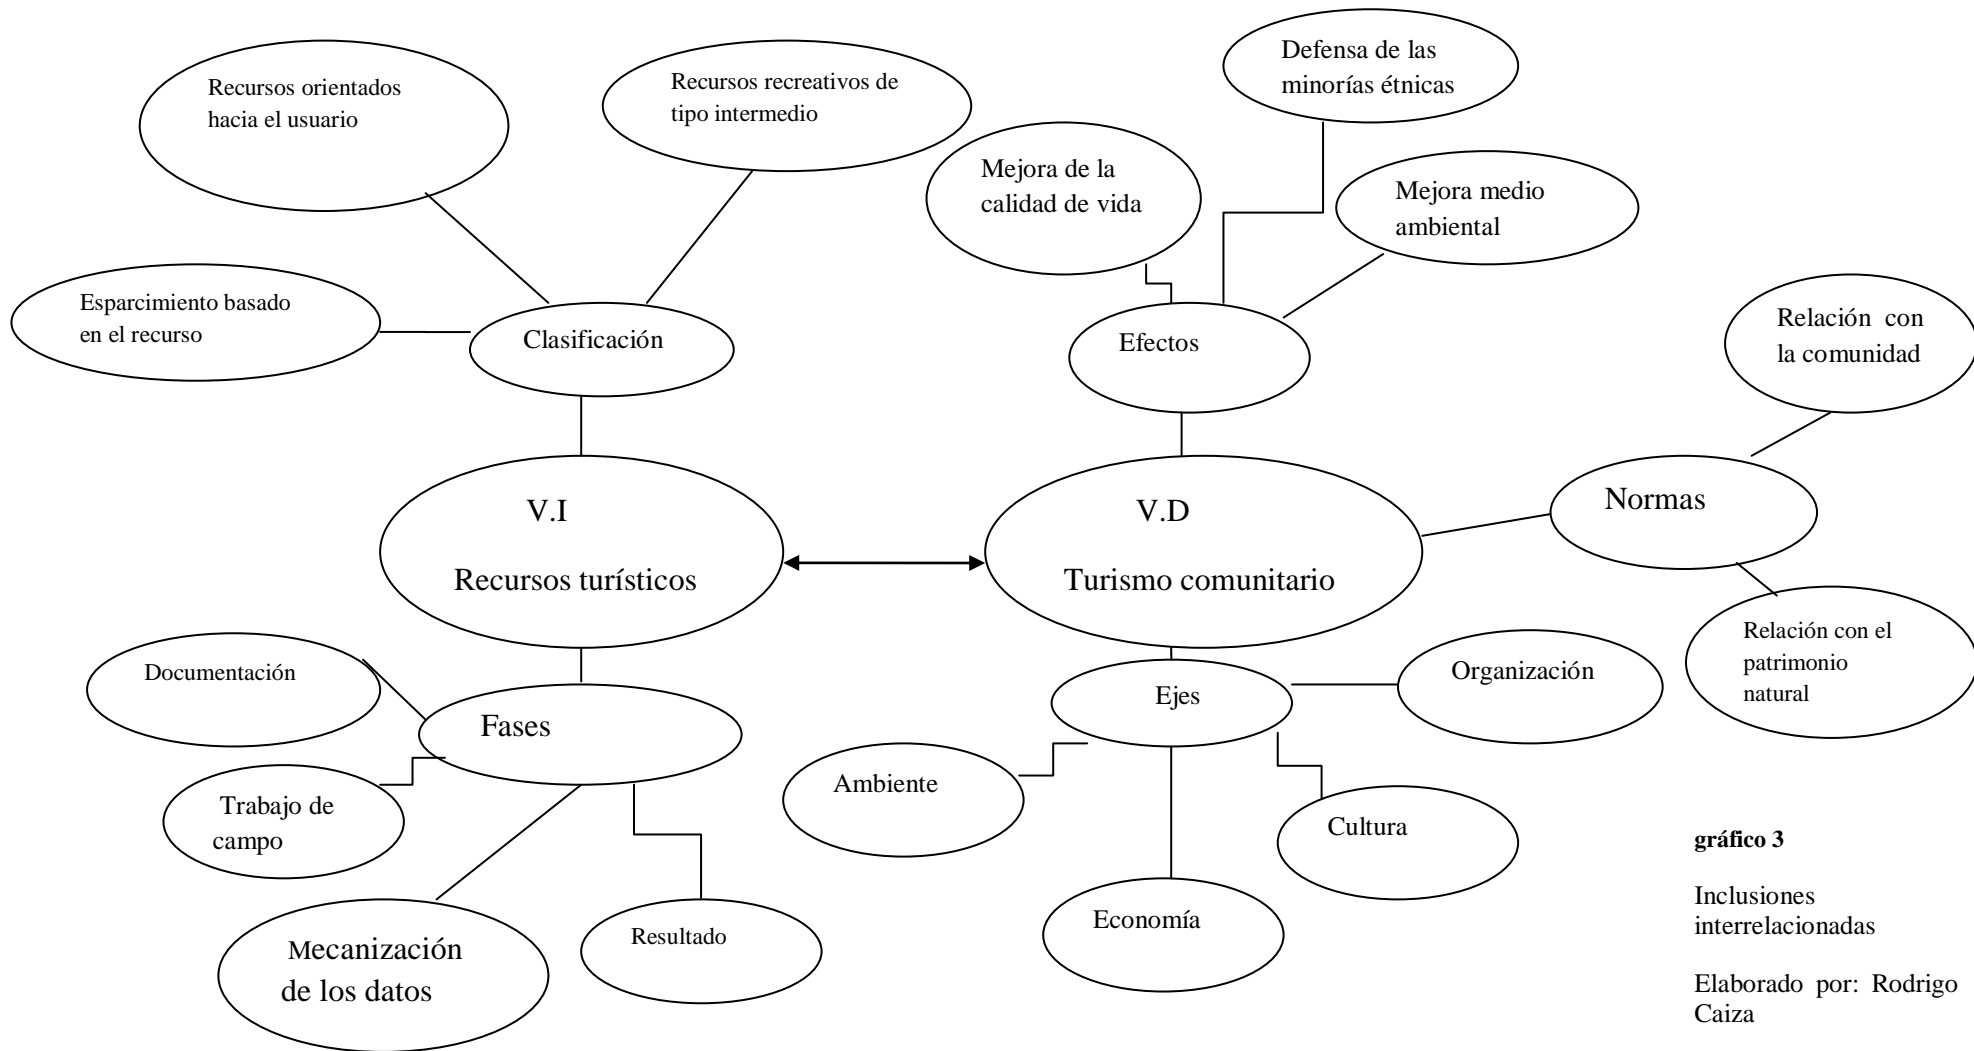 Recursos orientados
hacia el usuario
Recursos recreativos de
tipo intermedio
Defensa de las
minorías étnicas
Mejora de la
calidad de vida
Mejora medio
ambiental
Esparcimiento basado
en el recurso
Clasificación
Efectos
Relación con
la comunidad
V.I
Recursos turísticos
V.D
Turismo comunitario
Normas
Relación con el
patrimonio
natural
Documentación
Fases
Ejes
Organización
Trabajo de
campo
Ambiente
Cultura
Mecanización
de los datos
Resultado
Economía
gráfico 3
Inclusiones
interrelacionadas
Elaborado por: Rodrigo
Caiza